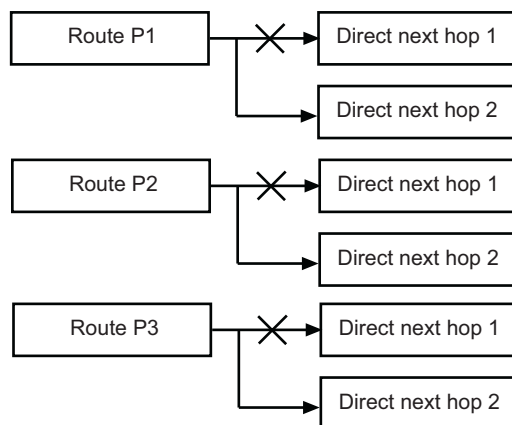 Route P1
Direct next hop 1
Direct next hop 2
Route P2
Direct next hop 1
Direct next hop 2
Route P3
Direct next hop 1
Direct next hop 2